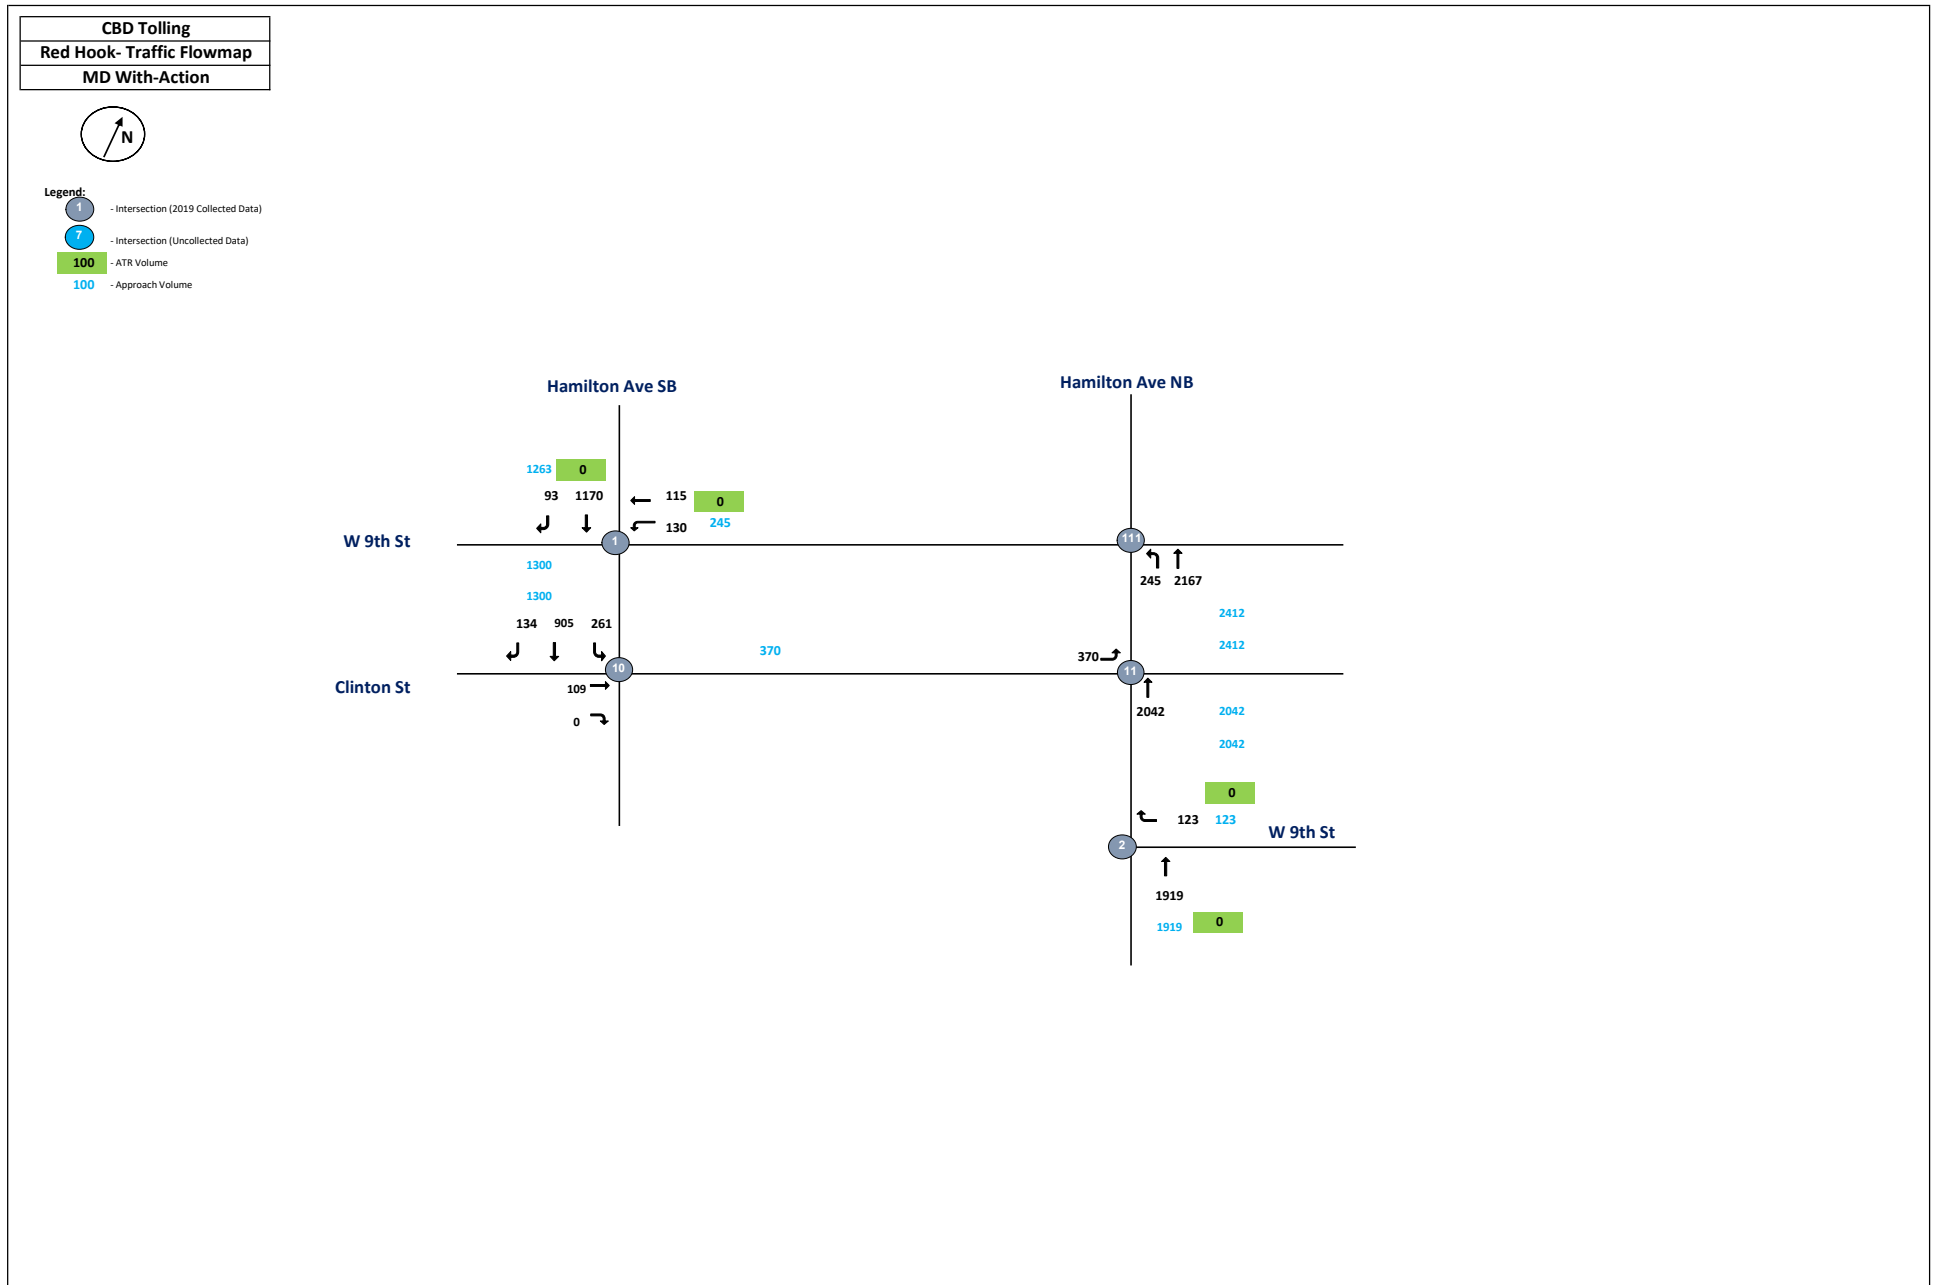 CBD Tolling
Red Hook- Traffic Flowmap
MD With-Action
N
Legend:
1 - Intersection (2019 Collected Data)
7 - Intersection (Uncollected Data)
100 - ATR Volume
100 - Approach Volume
Hamilton Ave SB
Hamilton Ave NB
1263 0
93 1170
115 0
130 245
W 9th St
1
111
245 2167
1300
1300
2412
2412
134 905 261
370
370
10
11
Clinton St
109
0
2042
2042
2042
0
123 123
W 9th St
2
1919
1919 0